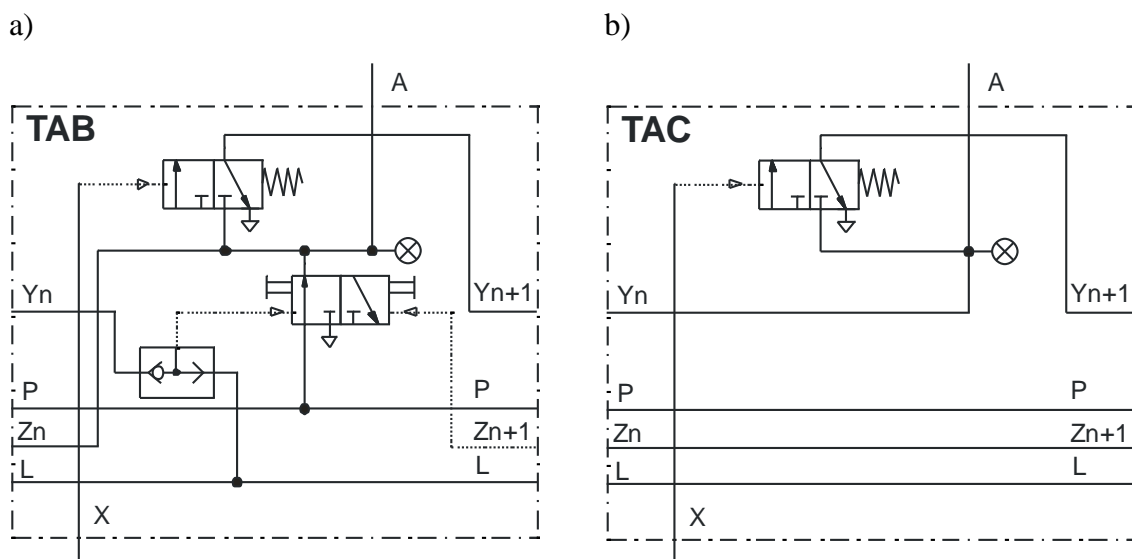 a)
b)
A
A
TAB
TAC
Yn
Yn+1
Yn
Yn+1
P
P
P
P
Zn
Zn+1
Zn
Zn+1
L
L
L
L
X
X